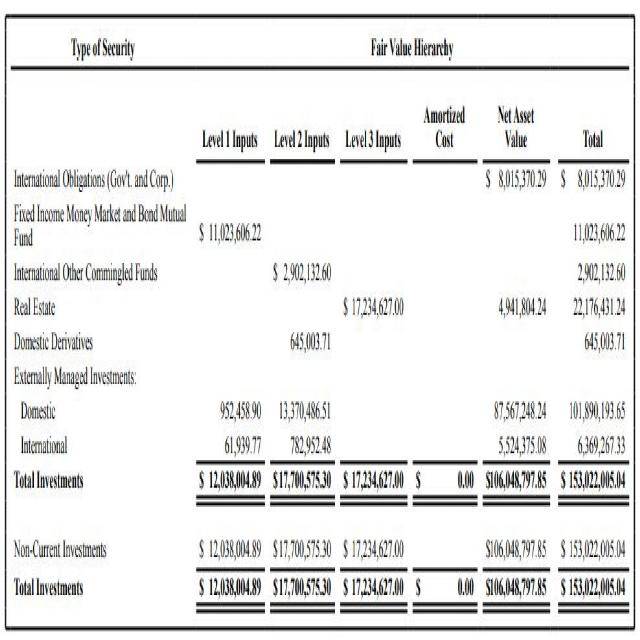 Type of Security Fair Value Hierarchy
Amortized Net Asset
Level 1 Inputs Level 2 Inputs Level 3 Inputs Cost Value Total
International Obligations (Gov't. and Corp.) $ 8,015,370.29 $ 8,015,370.29
Fixed Income Money Market and Bond Mutual
Fund $ 11,023,606.22 11,023,606.22
International Other Commingled Funds $ 2,902,132.60 2,902,132.60
Real Estate $ 17,234,627.00 4,941,804.24 22,176,431.24
Domestic Derivatives 645,003.71 645,003.71
Externally Managed Investments:
Domestic 952,458.90 13,370,486.51 87,567,248.24 101,890,193.65
International 61,939.77 782,952.48 5,524,375.08 6,369,267.33
Total Investments $ 12,038,004.89 $17,700,575.30 $ 17,234,627.00 $ 0.00 $106,048,797.85 $ 153,022,005.04
Non-Current Investments $ 12,038,004.89 $17,700,575.30 $ 17,234,627.00 $106,048,797.85 $ 153,022,005.04
Total Investments $ 12,038,004.89 $17,700,575.30 $ 17,234,627.00 $ 0.00 $106,048,797.85 $ 153,022,005.04